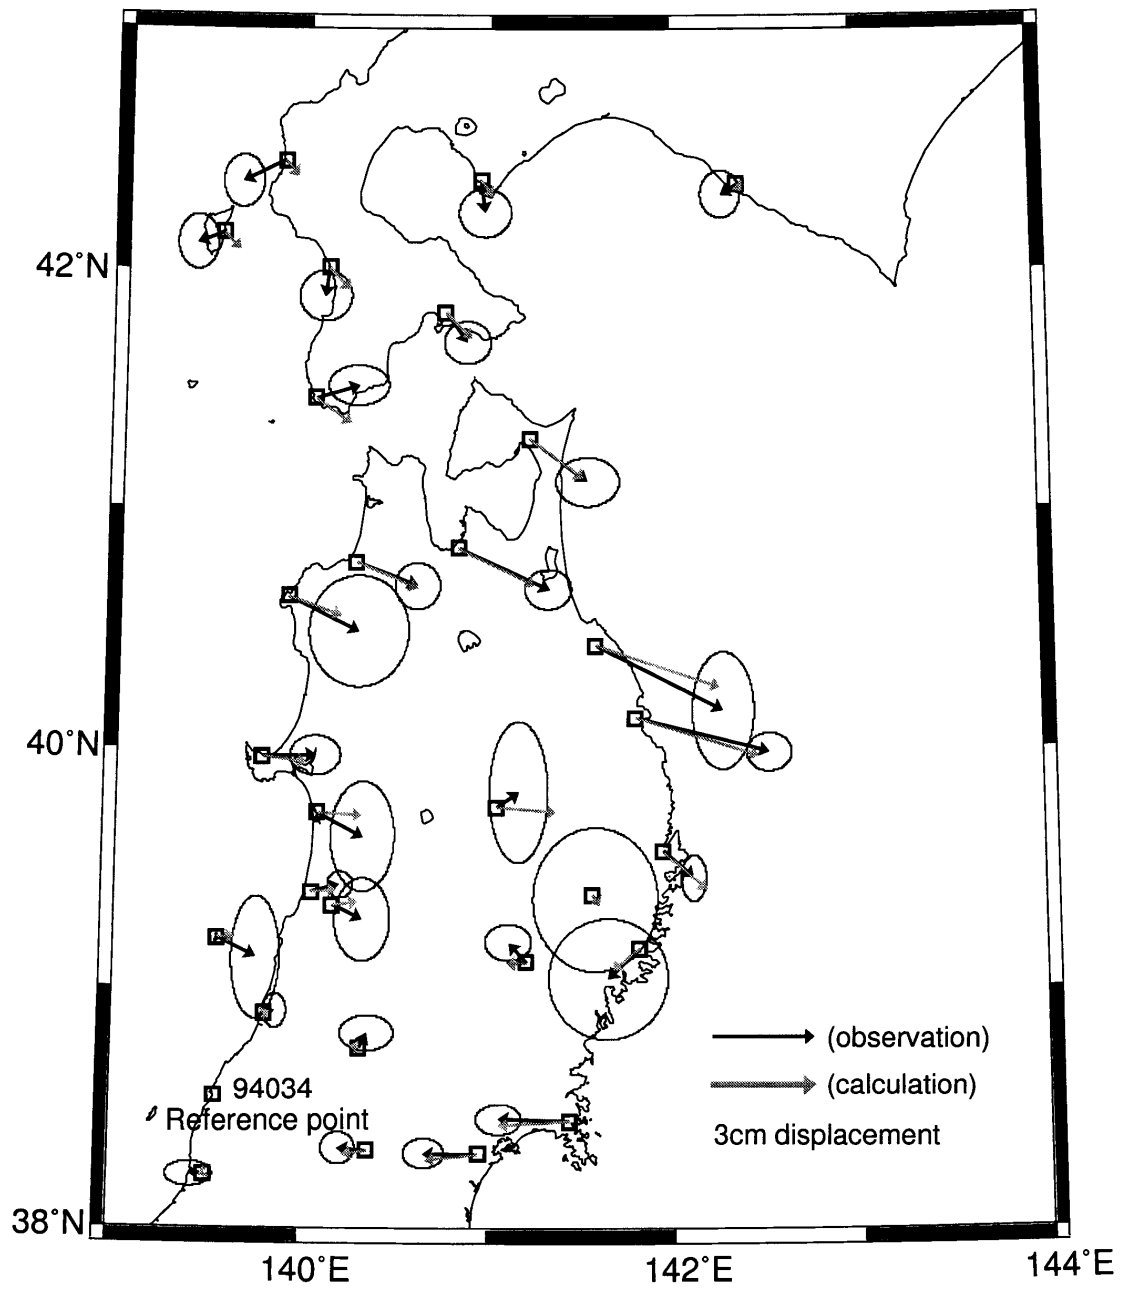 42°N
40°N
(observation)
(calculation)
94034
Reference point
3cm displacement
38°N
140°E
142°E
144°E